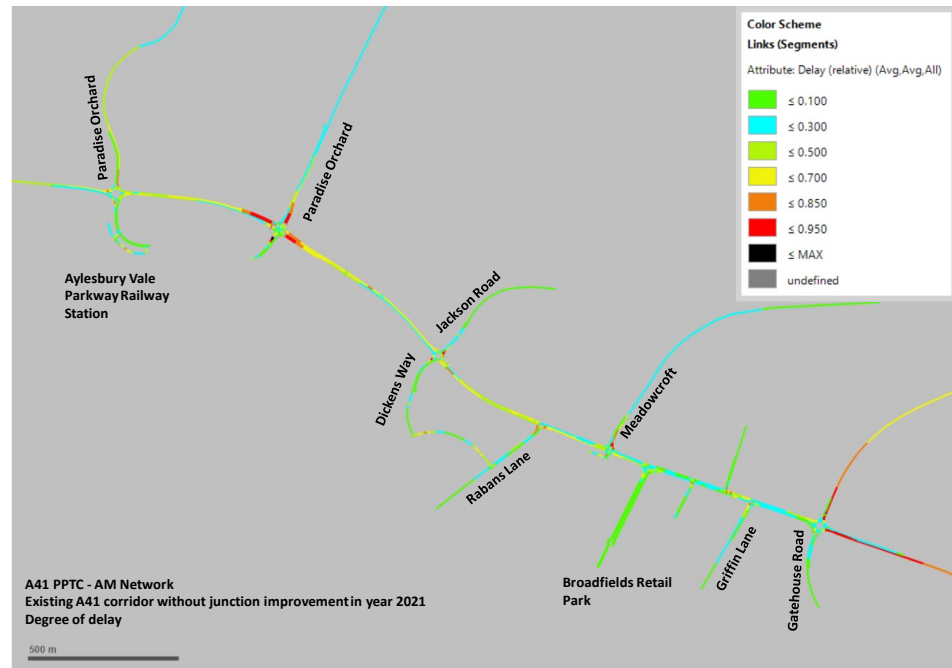 Color Scheme
Links (Segments)
Attribute: Delay (relative) (Avg,Avg,All)
≤ 0.100
≤ 0.300
≤ 0.500
≤ 0.700
≤ 0.850
≤ 0.950
≤ MAX
undefined
Paradise Orchard
Paradise Orchard
Aylesbury Vale
Parkway Railway
Station
Jackson Road
Dickens Way
Meadowcroft
Rabans Lane
Broadfields Retail
Park
Griffin Lane
Gatehouse Road
A41 PPTC - AM Network
Existing A41 corridor without junction improvement in year 2021
Degree of delay
500 m